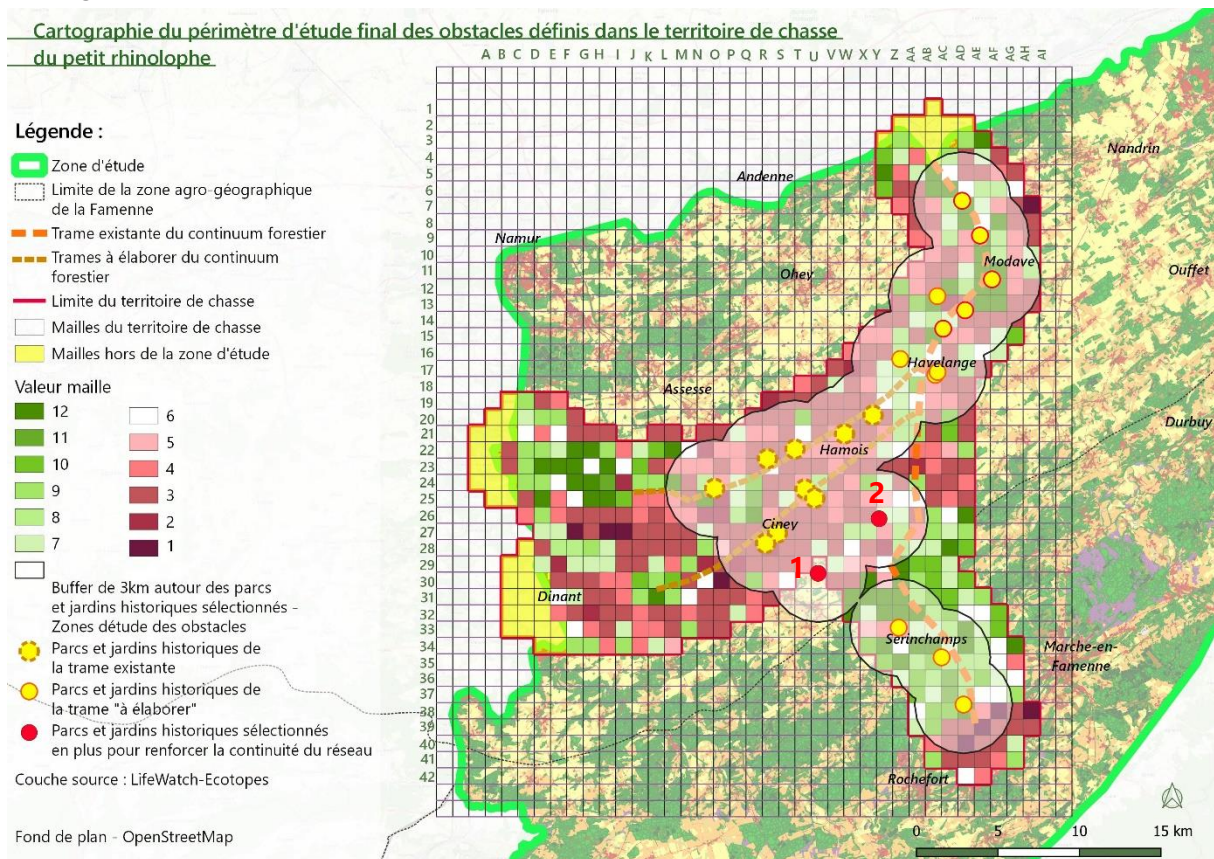 Cartographie du périmètre d'étude final des obstacles définis dans le territoire de chasse
du petit rhinolophe
A B C D E F G H I J K L M N O P Q R S T U V W X Y Z AA AB AC AD AE AF AG AH AI
Légende :
Zone d'étude
Limite de la zone agro-géographique
de la Famenne
Trame existante du continuum forestier
Trames à élaborer du continuum
forestier
Limite du territoire de chasse
Mailles du territoire de chasse
Mailles hors de la zone d'étude
Valeur maille
12
11
10
9
8
7
6
5
4
3
2
1
Buffer de 3km autour des parcs
et jardins historiques sélectionnés -
Zones détude des obstacles
Parcs et jardins historiques de
la trame existante
Parcs et jardins historiques de
la trame "à élaborer"
Parcs et jardins historiques sélectionnés
en plus pour renforcer la continuité du réseau
Couche source : LifeWatch-Ecotopes
Fond de plan - OpenStreetMap
1
2
3
4
5
6
7
8
9
10
11
12
13
14
15
16
17
18
19
20
21
22
23
24
25
26
27
28
29
30
31
32
33
34
35
36
37
38
39
40
41
42
Nandrin
Andenne
Namur
Modave
Ohey
Ouffet
Havelange
Assesse
Durbuy
Hamois
2
Ciney
1
Dinant
Serinchamps
Marche-en-
Famenne
Rochefort
0 5 10 15 km